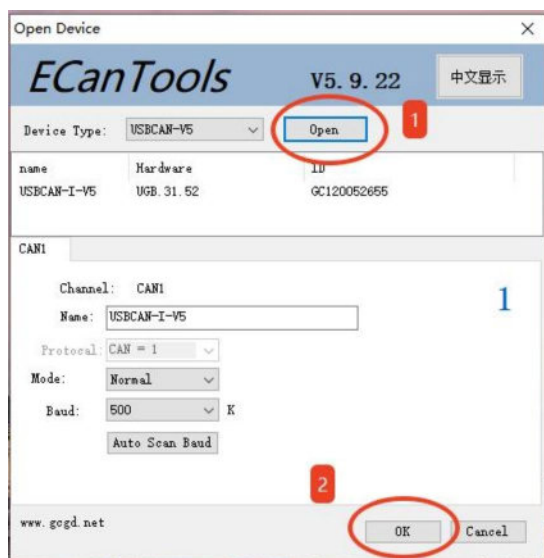 Open Device
ECanTools V5.9.22 中文显示
Device Type: USBCAN-V5 Open 1
name Hardware ID
USBCAN-I-V5 UGB.31.52 GC120052655
CAN1
Channel: CAN1 1
Name: USBCAN-I-V5
Protocal: CAN = 1
Mode: Normal
Baud: 500 K
Auto Scan Baud
2
www.gcgd.net OK Cancel